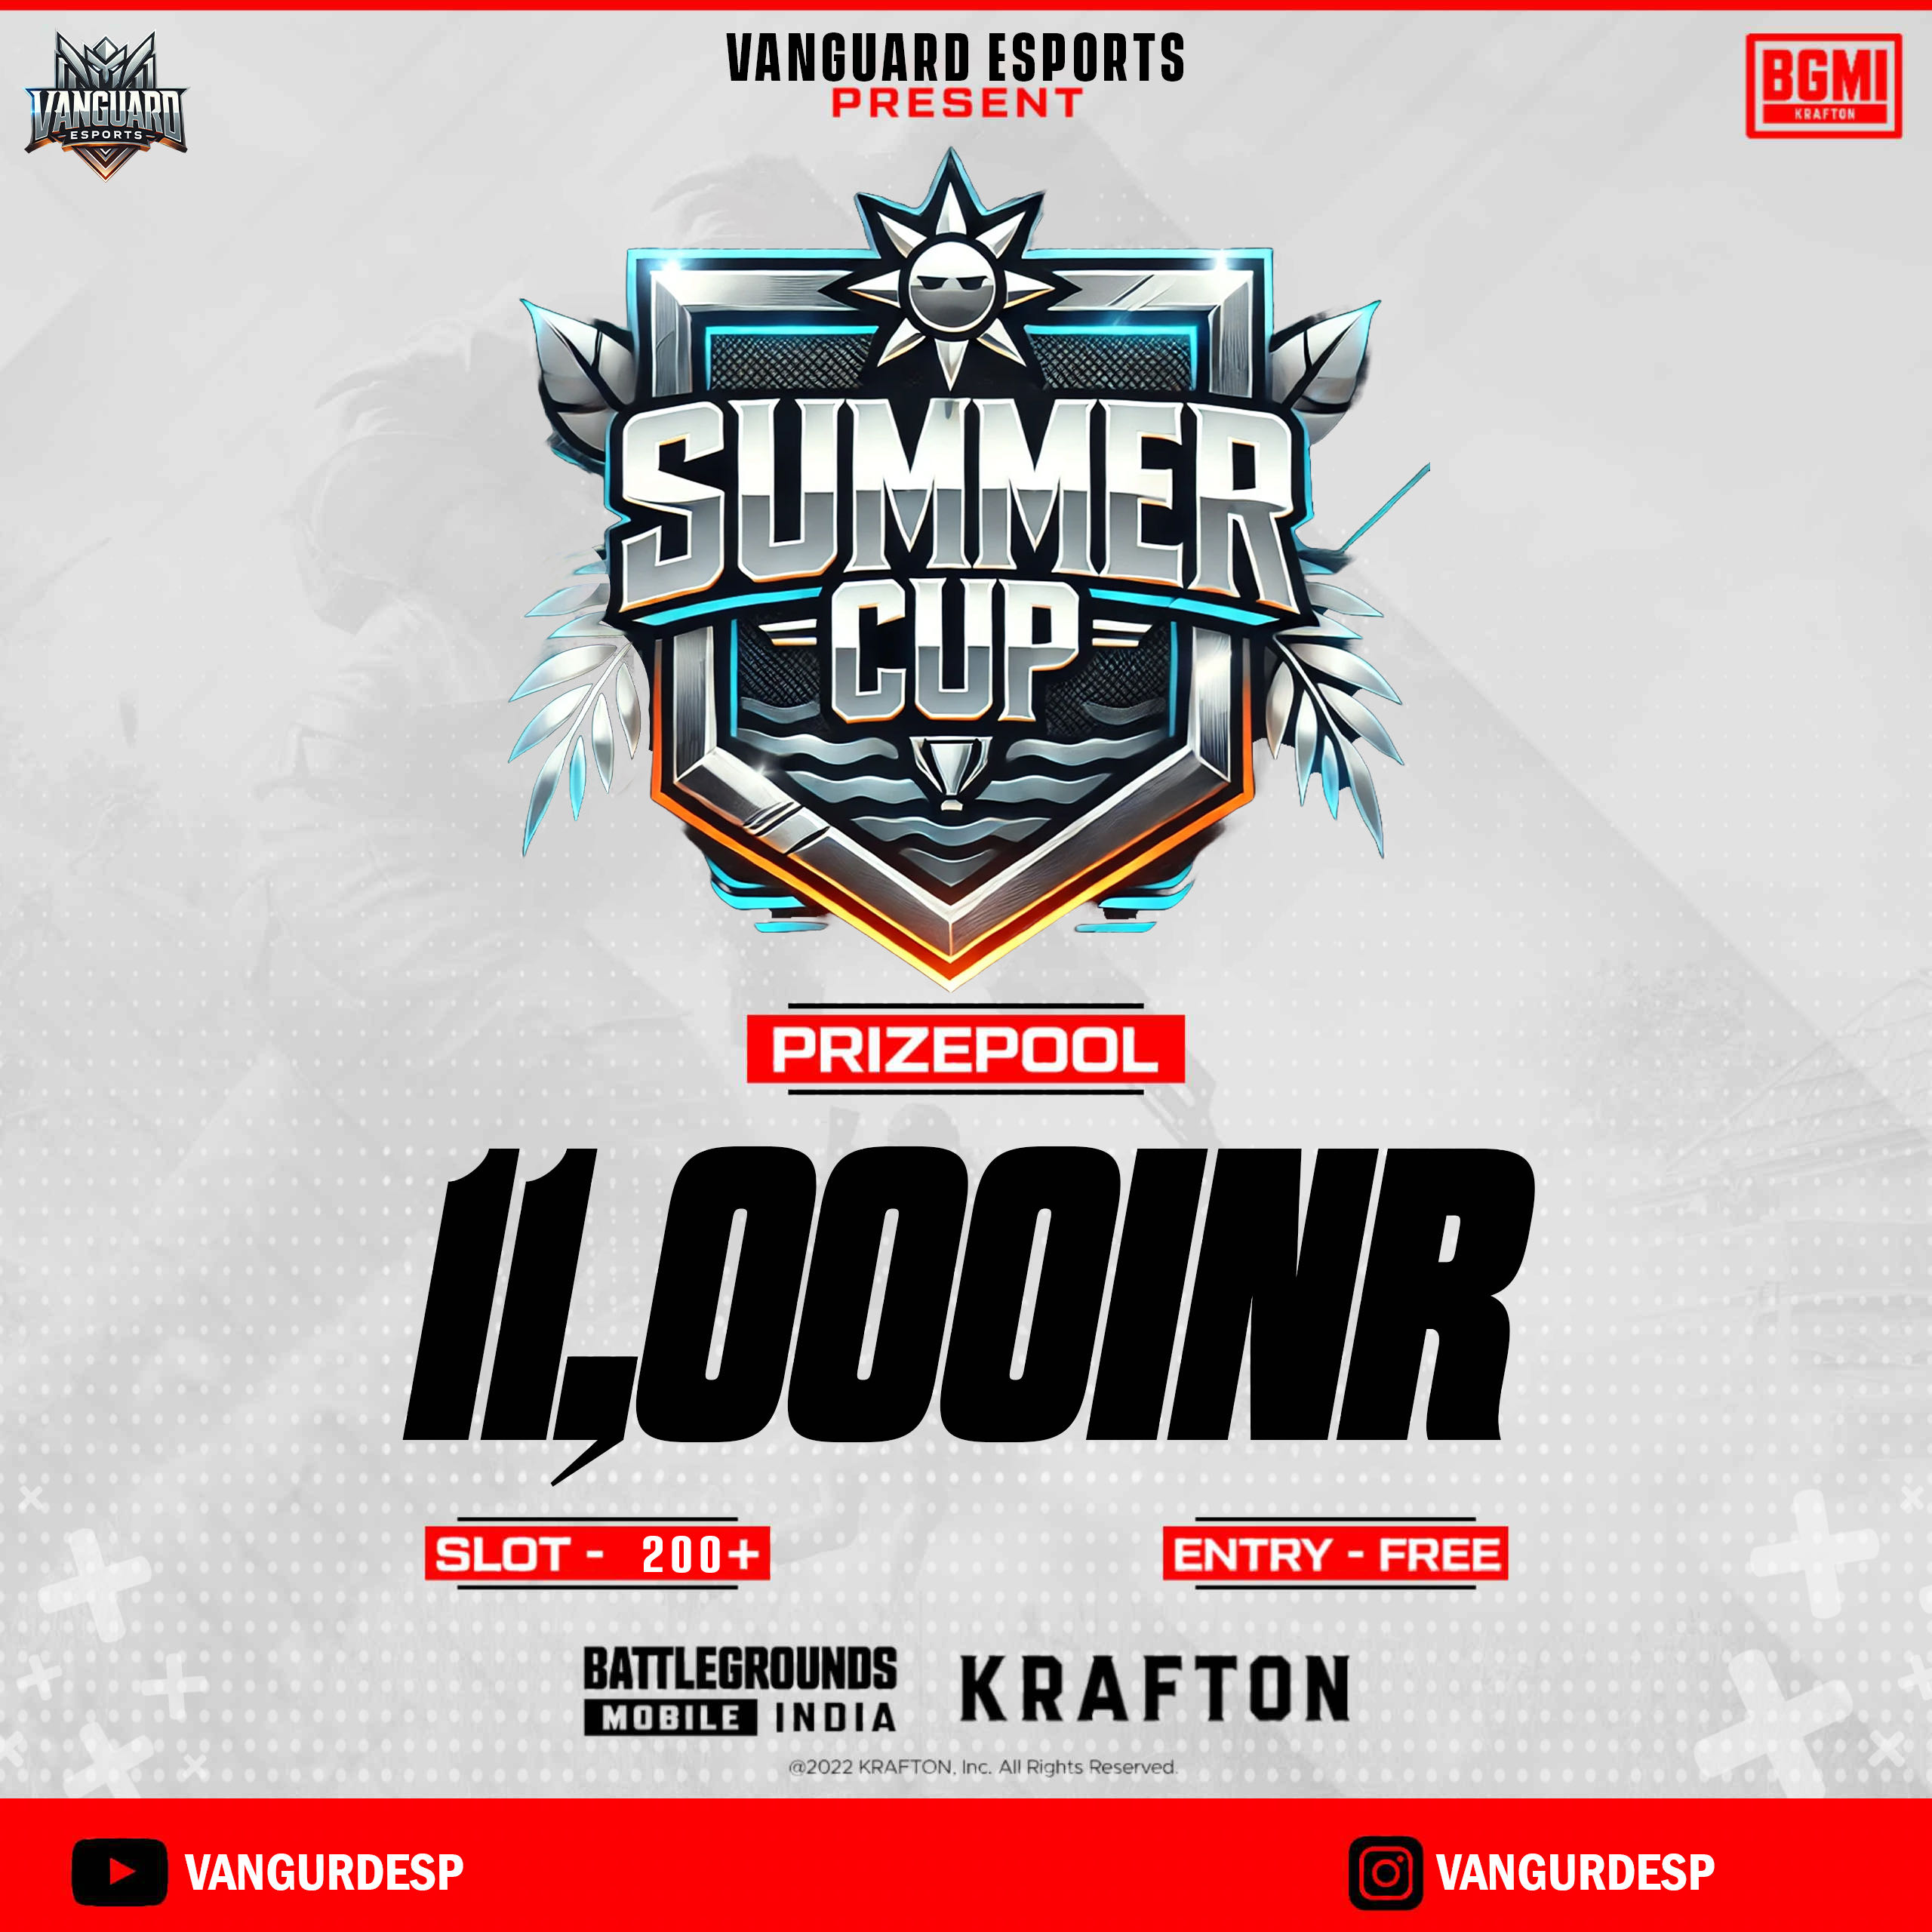 VANGUARD
ESPORTS
VANGUARD ESPORTS
PRESENT
BGMI
KRAFTON
SUMMER
CUP
PRIZEPOOL
11,000INR
SLOT - 200+
ENTRY - FREE
BATTLEGROUNDS
MOBILE INDIA
KRAFTON
@2022 KRAFTON, Inc. All Rights Reserved.
VANGURDESP
VANGURDESP